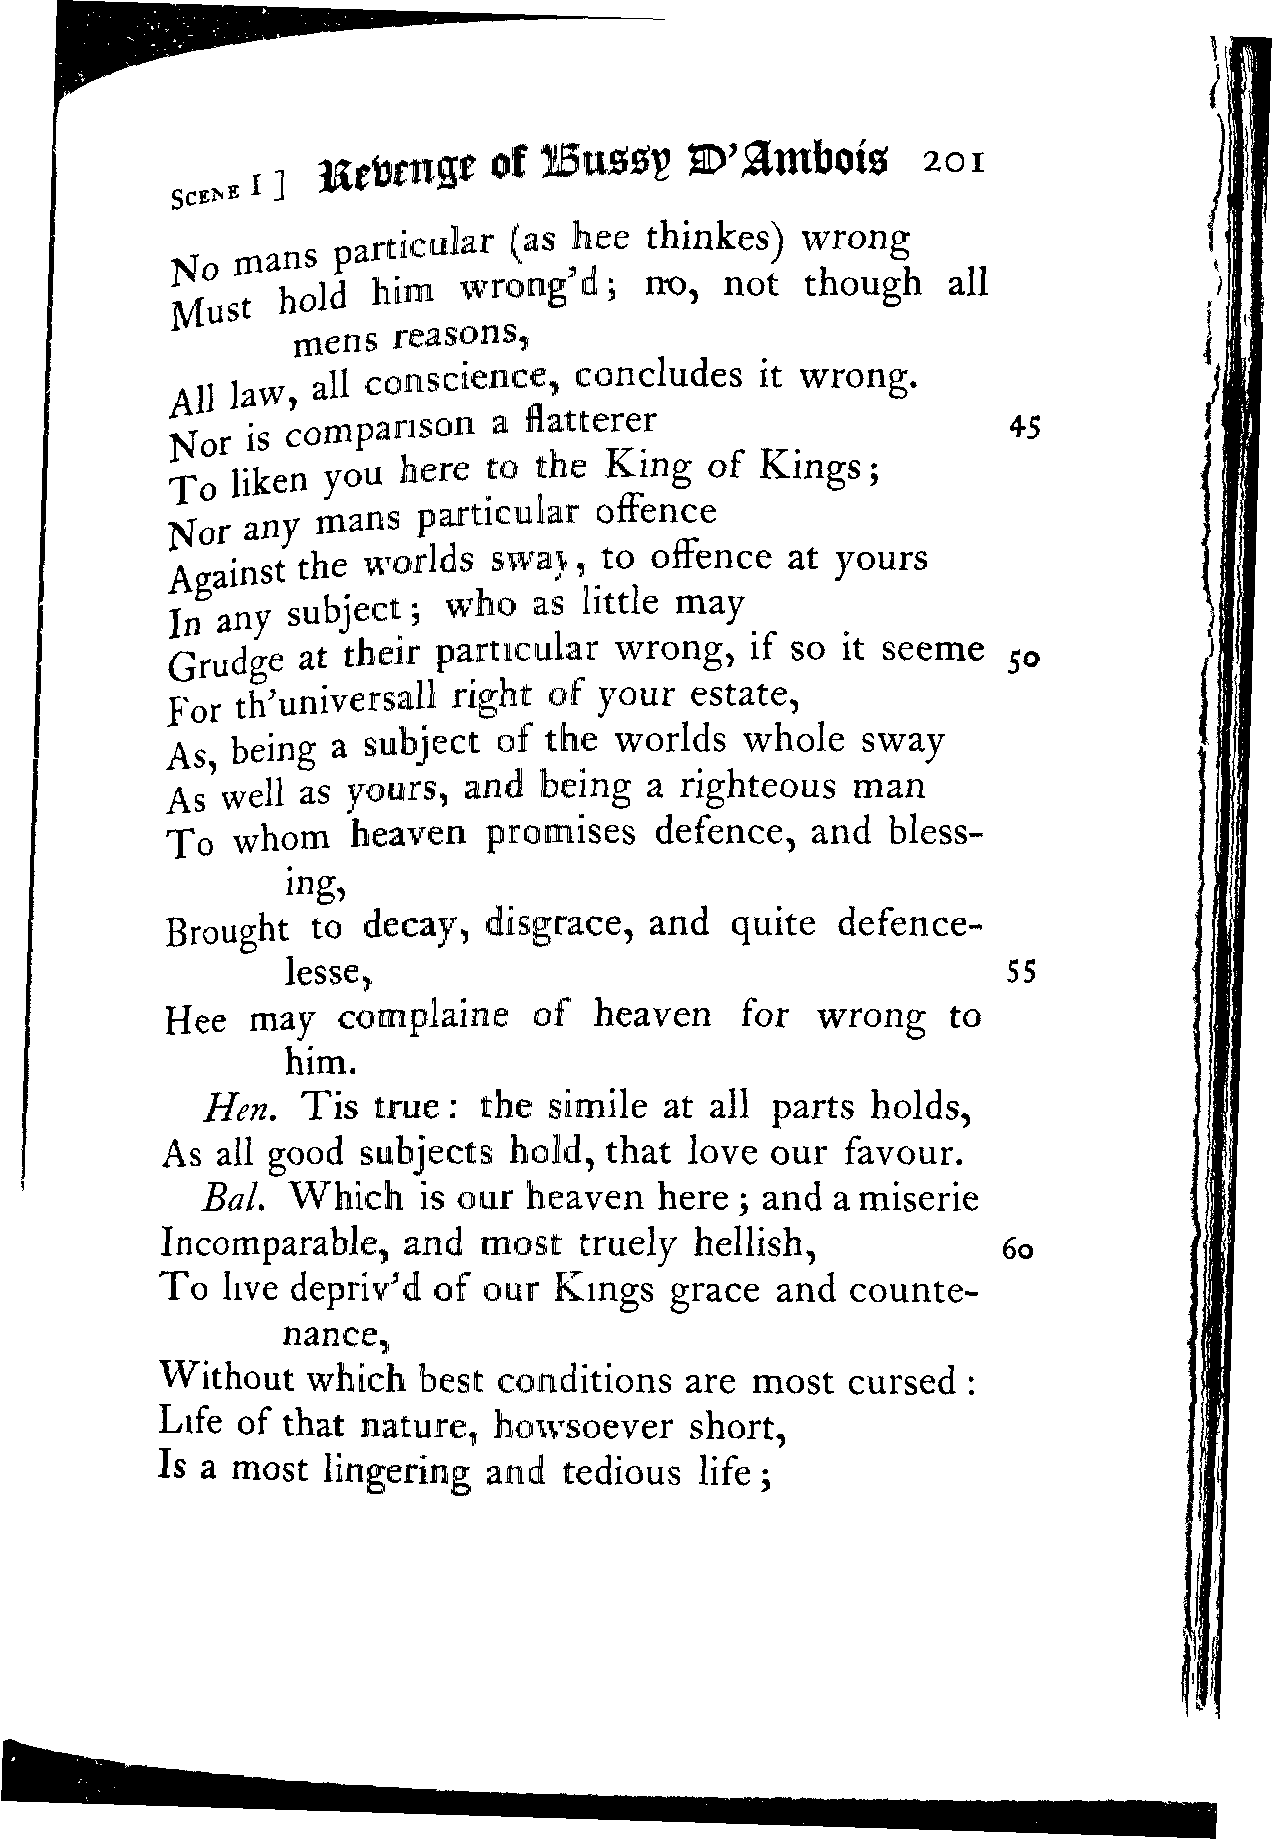 SCENE I ] Revenge of Bussy D'Ambois 201
No mans particular (as hee thinkes) wrong
Must hold him wrong'd; no, not though all
mens reasons,
All law, all conscience, concludes it wrong.
Nor is comparison a flatterer 45
To liken you here to the King of Kings;
Nor any mans particular offence
Against the worlds sway, to offence at yours
In any subject; who as little may
Grudge at their particular wrong, if so it seeme 50
For th'universall right of your estate,
As, being a subject of the worlds whole sway
As well as yours, and being a righteous man
To whom heaven promises defence, and bless-
ing,
Brought to decay, disgrace, and quite defence-
lesse, 55
Hee may complaine of heaven for wrong to
him.
Hen. Tis true: the simile at all parts holds,
As all good subjects hold, that love our favour.
Bal. Which is our heaven here; and a miserie
Incomparable, and most truely hellish, 60
To live depriv'd of our Kings grace and counte-
nance,
Without which best conditions are most cursed:
Life of that nature, howsoever short,
Is a most lingering and tedious life;